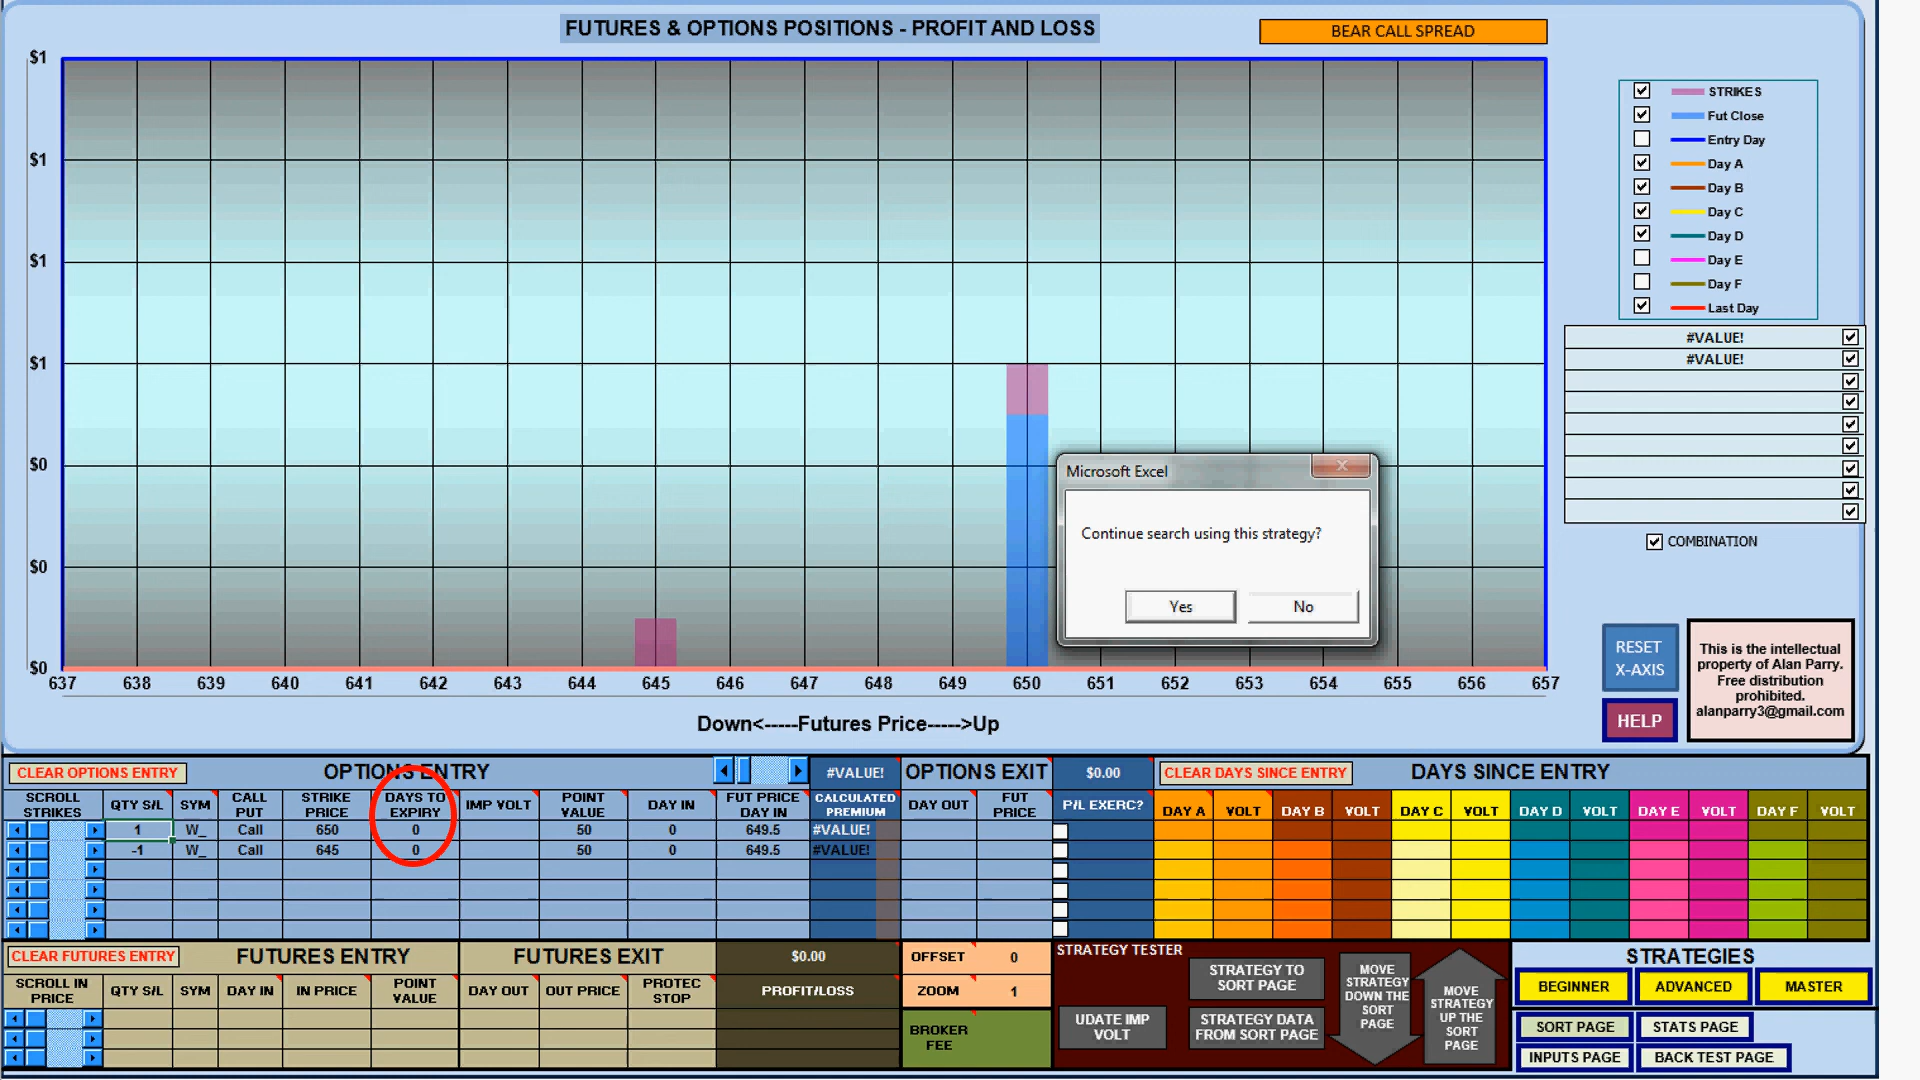 FUTURES & OPTIONS POSITIONS - PROFIT AND LOSS
BEAR CALL SPREAD
$1
$1
$1
$1
$0
$0
$0
637 638 639 640 641 642 643 644 645 646 647 648 649 650 651 652 653 654 655 656 657
Down<-----Futures Price----->Up
STRIKES
Fut Close
Entry Day
Day A
Day B
Day C
Day D
Day E
Day F
Last Day
#VALUE!
#VALUE!
COMBINATION
Microsoft Excel
Continue search using this strategy?
Yes No
RESET
X-AXIS
HELP
This is the intellectual
property of Alan Parry.
Free distribution
prohibited.
alanparry3@gmail.com
CLEAR OPTIONS ENTRY OPTIONS ENTRY #VALUE! OPTIONS EXIT $0.00 CLEAR DAYS SINCE ENTRY DAYS SINCE ENTRY
SCROLL STRIKES QTY S/L SYM CALL PUT STRIKE PRICE DAYS TO EXPIRY IMP VOLT POINT VALUE DAY IN FUT PRICE DAY IN CALCULATED PREMIUM DAY OUT FUT PRICE P/L EXERC? DAY A VOLT DAY B VOLT DAY C VOLT DAY D VOLT DAY E VOLT DAY F VOLT
1 W_ Call 650 0 50 0 649.5 #VALUE!
-1 W_ Call 645 0 50 0 649.5 #VALUE!
CLEAR FUTURES ENTRY FUTURES ENTRY FUTURES EXIT $0.00
SCROLL IN PRICE QTY S/L SYM DAY IN IN PRICE POINT VALUE DAY OUT OUT PRICE PROTEC STOP PROFIT/LOSS
OFFSET 0
ZOOM 1
BROKER
FEE
STRATEGY TESTER
STRATEGY TO
SORT PAGE
UDATE IMP
VOLT
STRATEGY DATA
FROM SORT PAGE
MOVE
STRATEGY
DOWN THE
SORT
PAGE
MOVE
STRATEGY
UP THE
SORT
PAGE
STRATEGIES
BEGINNER ADVANCED MASTER
SORT PAGE STATS PAGE
INPUTS PAGE BACK TEST PAGE